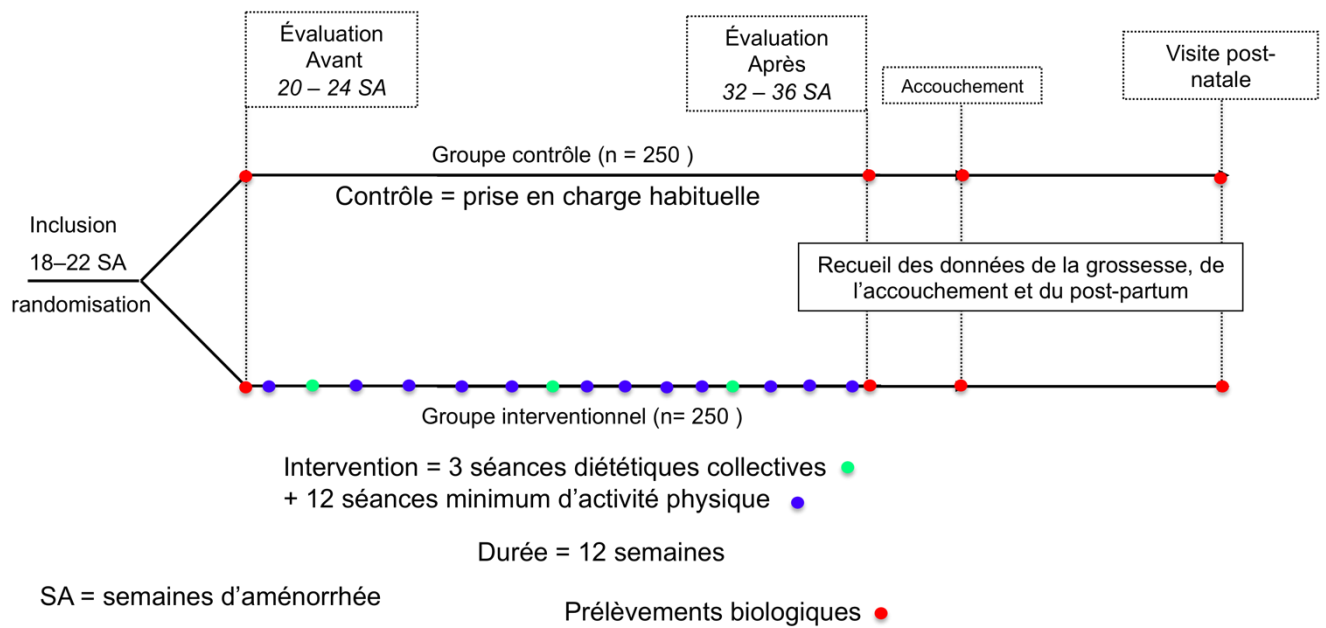 Évaluation
Avant
20 – 24 SA
Évaluation
Après
32 – 36 SA
Accouchement
Visite post-
natale
Groupe contrôle (n = 250 )
Contrôle = prise en charge habituelle
Inclusion
18–22 SA
randomisation
Recueil des données de la grossesse, de
l’accouchement et du post-partum
Groupe interventionnel (n= 250 )
Intervention = 3 séances diététiques collectives
+ 12 séances minimum d’activité physique
Durée = 12 semaines
SA = semaines d’aménorrhée
Prélèvements biologiques